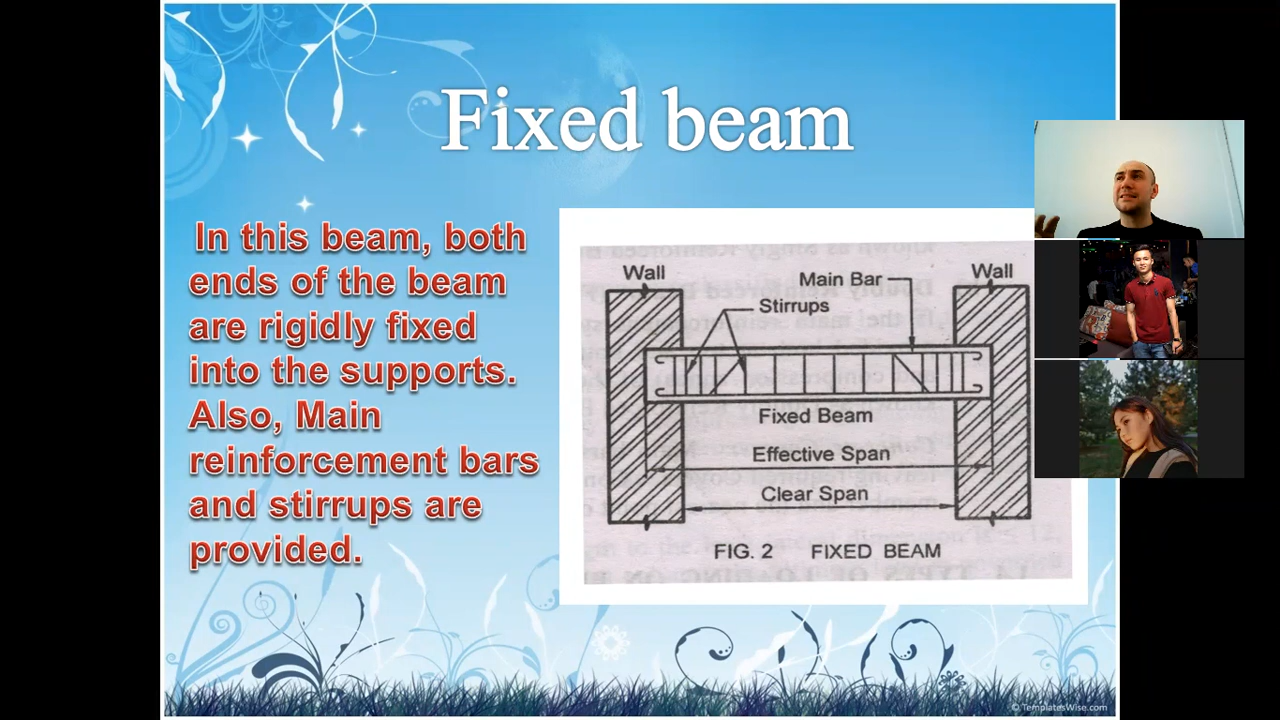 Fixed beam
In this beam, both
ends of the beam
are rigidly fixed
into the supports.
Also, Main
reinforcement bars
and stirrups are
provided.
Wall
Main Bar
Wall
Stirrups
Fixed Beam
Effective Span
Clear Span
FIG. 2 FIXED BEAM
© TemplatesWise.com